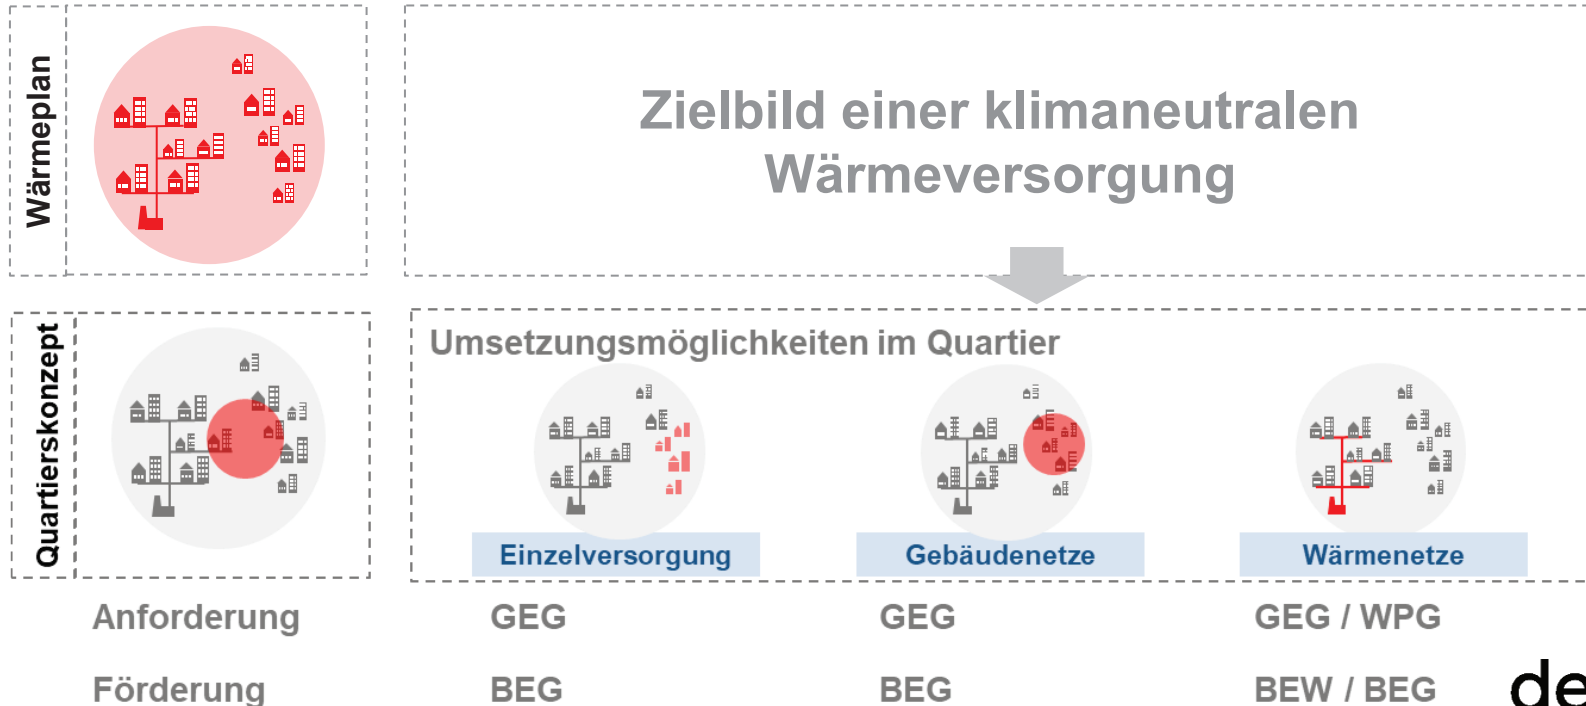 Wärmeplan
Zielbild einer klimaneutralen
Wärmeversorgung
Quartierskonzept
Umsetzungsmöglichkeiten im Quartier
Einzelversorgung
Gebäudenetze
Wärmenetze
Anforderung GEG GEG GEG / WPG
Förderung BEG BEG BEW / BEG
de